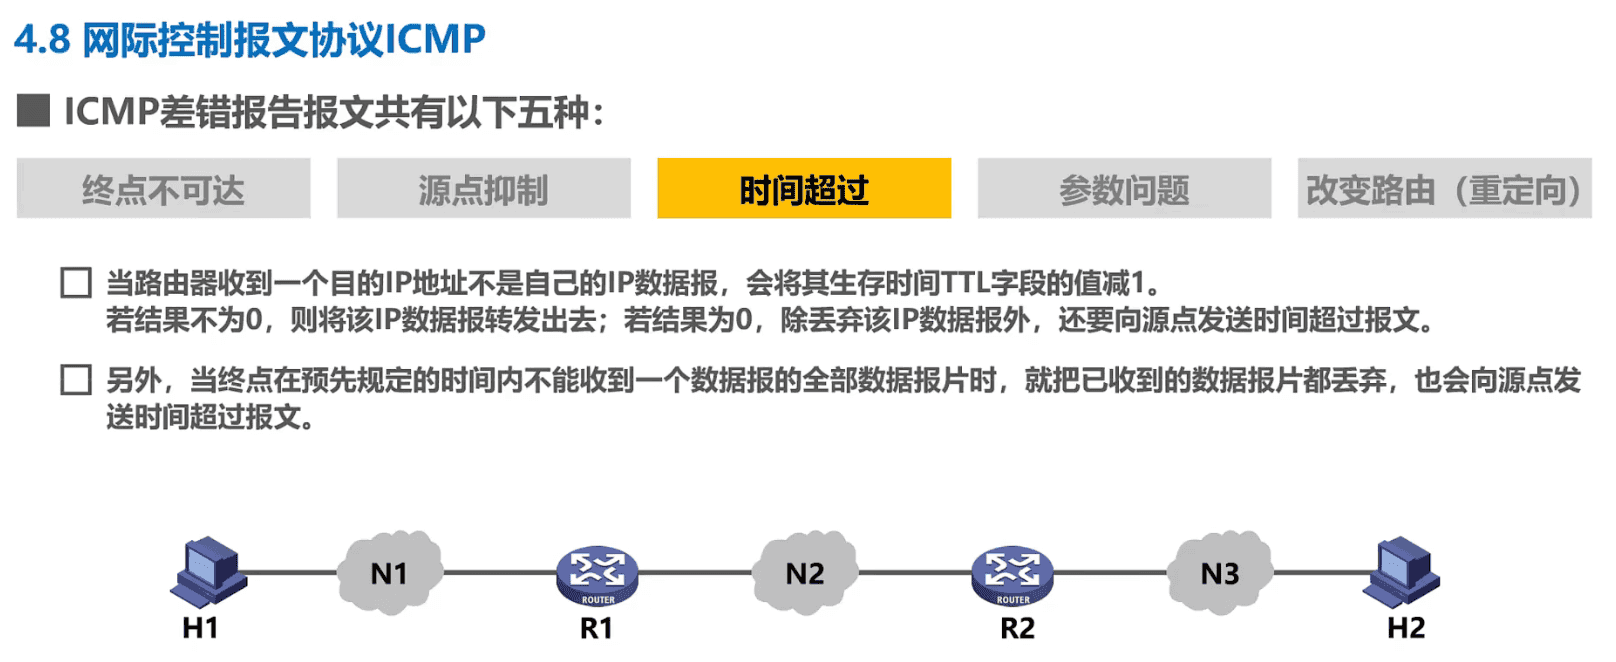 4.8 网际控制报文协议ICMP
ICMP差错报告报文共有以下五种：
终点不可达
源点抑制
时间超过
参数问题
改变路由（重定向）
当路由器收到一个目的IP地址不是自己的IP数据报，会将其生存时间TTL字段的值减1。
若结果不为0，则将该IP数据报转发出去；若结果为0，除丢弃该IP数据报外，还要向源点发送时间超过报文。
另外，当终点在预先规定的时间内不能收到一个数据报的全部数据报片时，就把已收到的数据报片都丢弃，也会向源点发
送时间超过报文。
N1
N2
N3
ROUTER
ROUTER
H1
R1
R2
H2